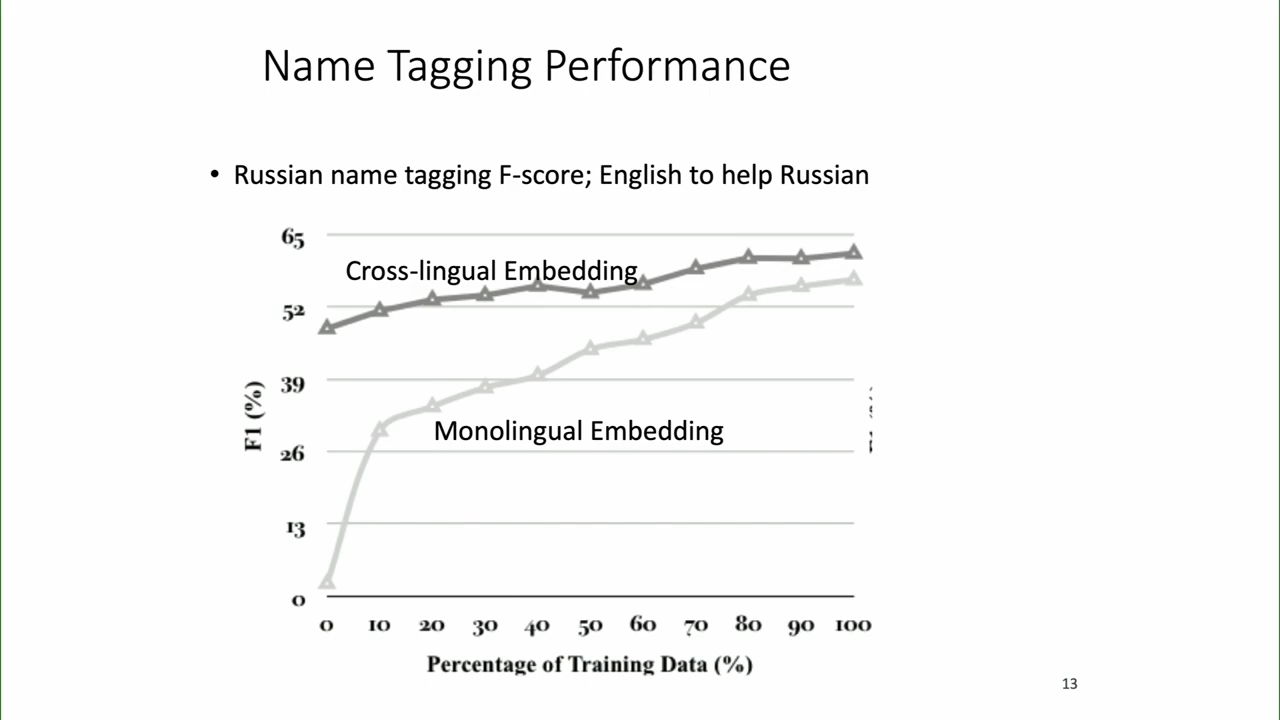 Name Tagging Performance
• Russian name tagging F-score; English to help Russian
65
Cross-lingual Embedding
52
39
F1 (%)
Monolingual Embedding
26
13
0
0 10 20 30 40 50 60 70 80 90 100
Percentage of Training Data (%)
13